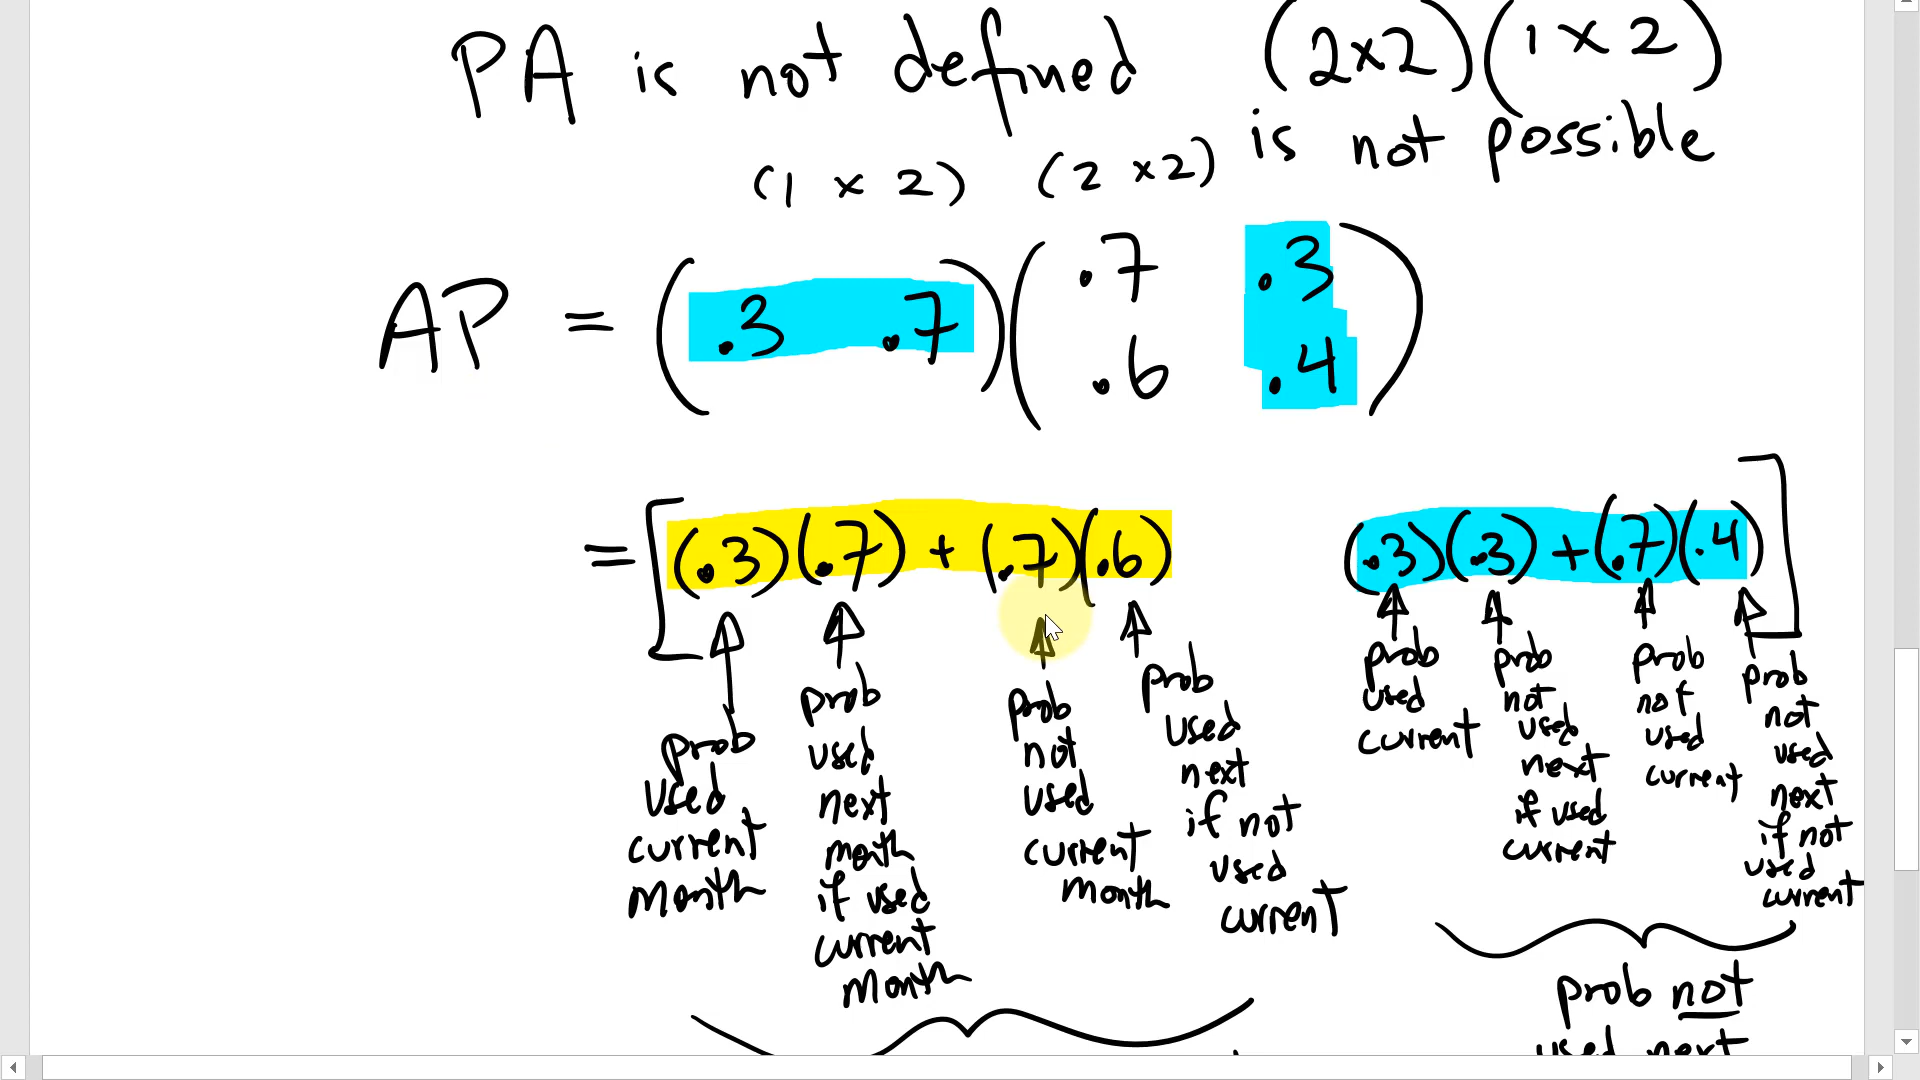 PA is not defined (2x2)(1 x 2)
is not possible
(1 x 2) (2 x2)
AP = (.3 .7)(.7 .3
.6 .4)
= [(.3)(.7) + (.7)(.6) (.3)(.3) + (.7)(.4)]
prob
used
current
month
prob
used
next
month
if used
current
month
prob
not
used
current
month
prob
used
next
if not
used
current
prob
used
current
prob
not
used
next
if used
current
prob
not
used
current
prob
not
used
next
if not
used
current
prob not
used next